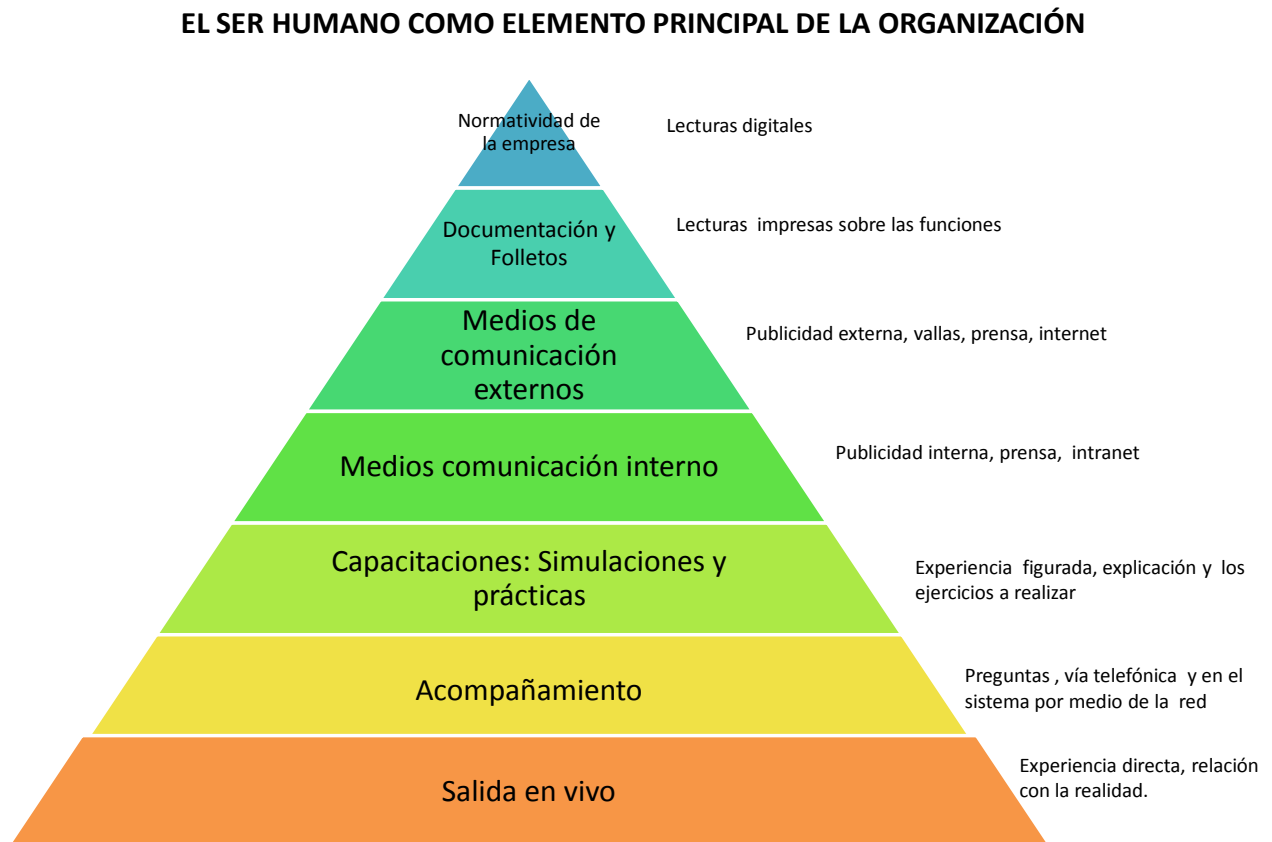 EL SER HUMANO COMO ELEMENTO PRINCIPAL DE LA ORGANIZACIÓN
Normatividad de
la empresa
Lecturas digitales
Documentación y
Folletos
Lecturas impresas sobre las funciones
Medios de
comunicación
externos
Publicidad externa, vallas, prensa, internet
Medios comunicación interno
Publicidad interna, prensa, intranet
Capacitaciones: Simulaciones y
prácticas
Experiencia figurada, explicación y los
ejercicios a realizar
Acompañamiento
Preguntas , vía telefónica y en el
sistema por medio de la red
Salida en vivo
Experiencia directa, relación
con la realidad.